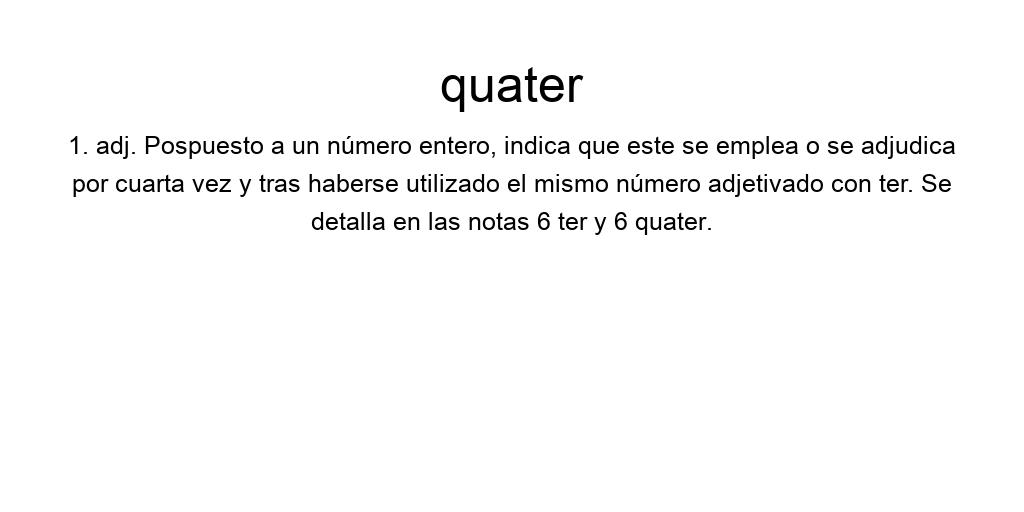 quater
1. adj. Pospuesto a un número entero, indica que este se emplea o se adjudica
por cuarta vez y tras haberse utilizado el mismo número adjetivado con ter. Se
detalla en las notas 6 ter y 6 quater.